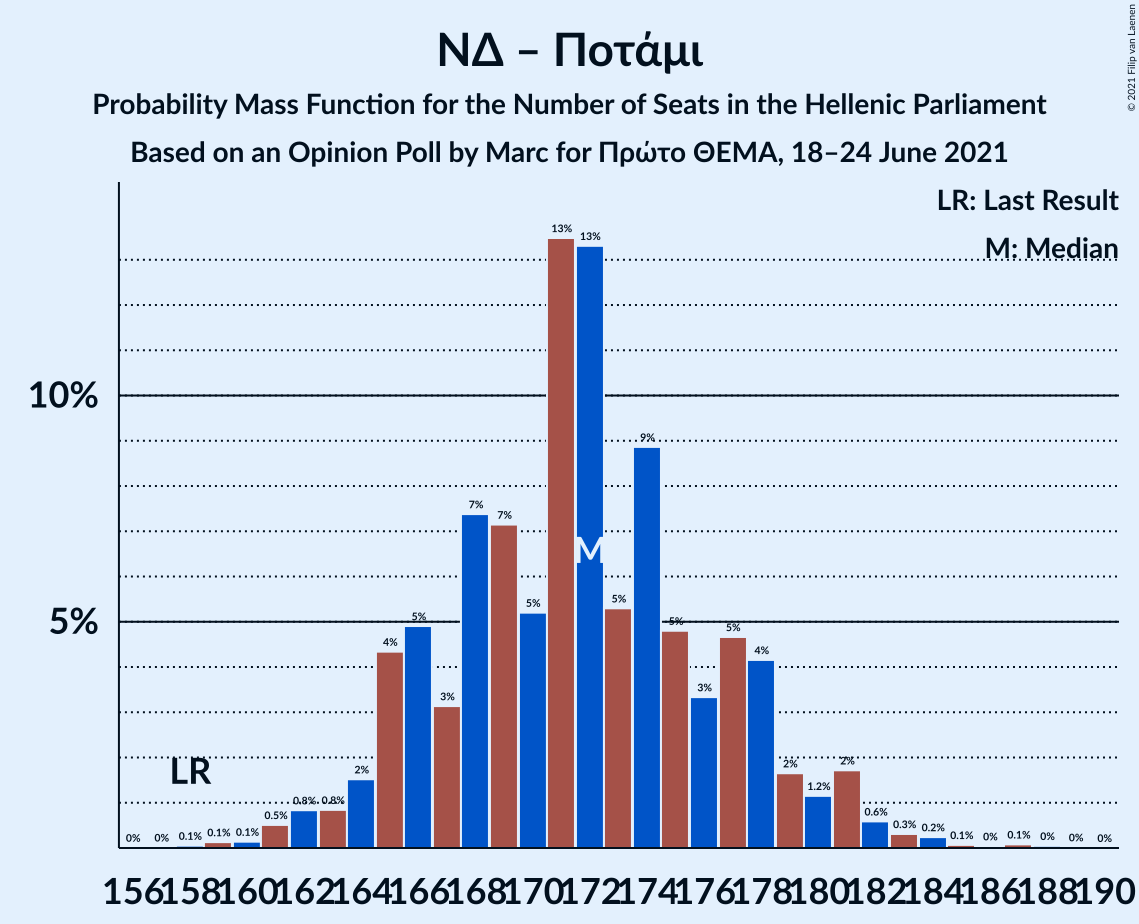 ΝΔ – Ποτάμι
Probability Mass Function for the Number of Seats in the Hellenic Parliament
Based on an Opinion Poll by Marc for Πρώτο ΘΕΜΑ, 18–24 June 2021
© 2021 Filip van Laenen
LR: Last Result
M: Median
10%
5%
LR
M
0% 0% 0.1% 0.1% 0.1% 0.5% 0.8% 0.8% 2% 4% 5% 3% 7% 7% 5% 13% 13% 5% 9% 5% 3% 5% 4% 2% 1.2% 2% 0.6% 0.3% 0.2% 0.1% 0% 0.1% 0% 0% 0%
156 158 160 162 164 166 168 170 172 174 176 178 180 182 184 186 188 190